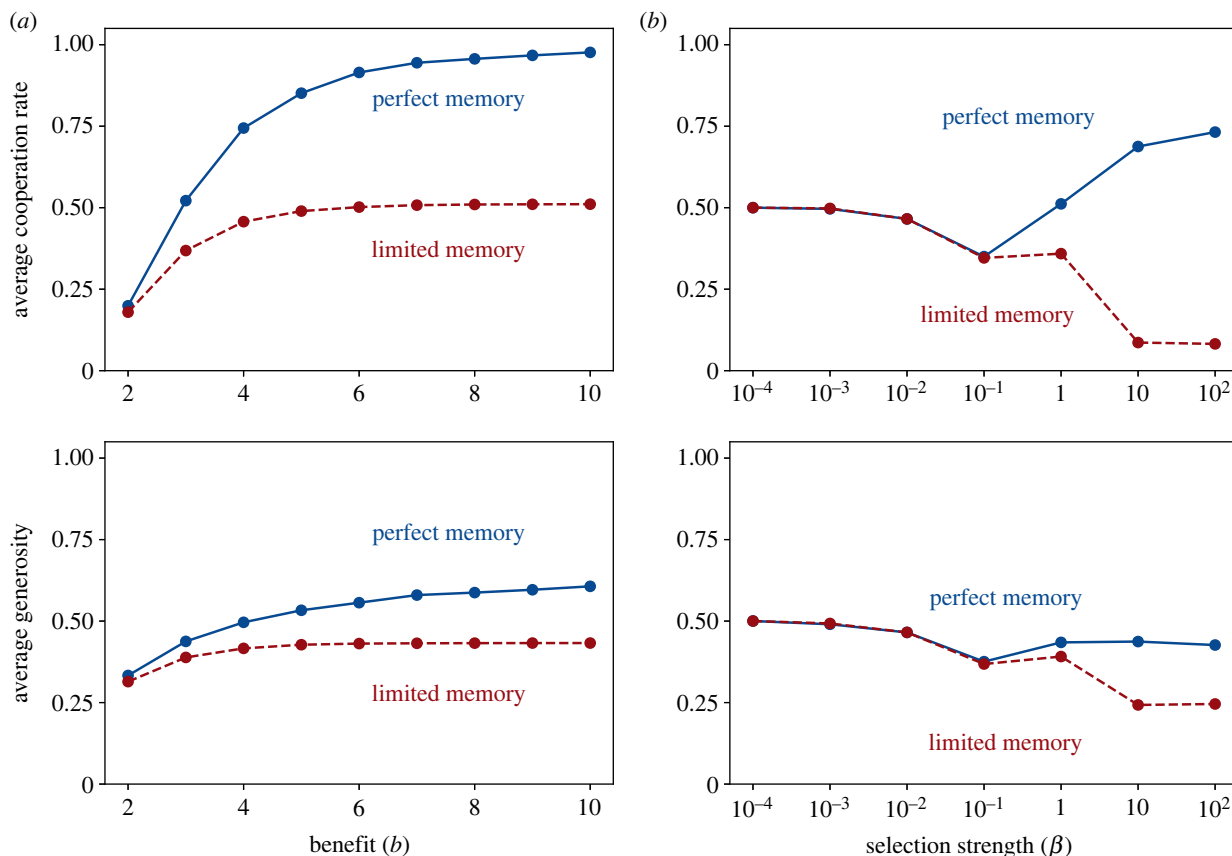 (a)
average cooperation rate
1.00
0.75
0.50
0.25
0
perfect memory
limited memory
2 4 6 8 10
(b)
1.00
0.75
0.50
0.25
0
perfect memory
limited memory
10⁻⁴ 10⁻³ 10⁻² 10⁻¹ 1 10 10²
average generosity
1.00
0.75
0.50
0.25
0
perfect memory
limited memory
2 4 6 8 10
benefit (b)
1.00
0.75
0.50
0.25
0
perfect memory
limited memory
10⁻⁴ 10⁻³ 10⁻² 10⁻¹ 1 10 10²
selection strength (β)